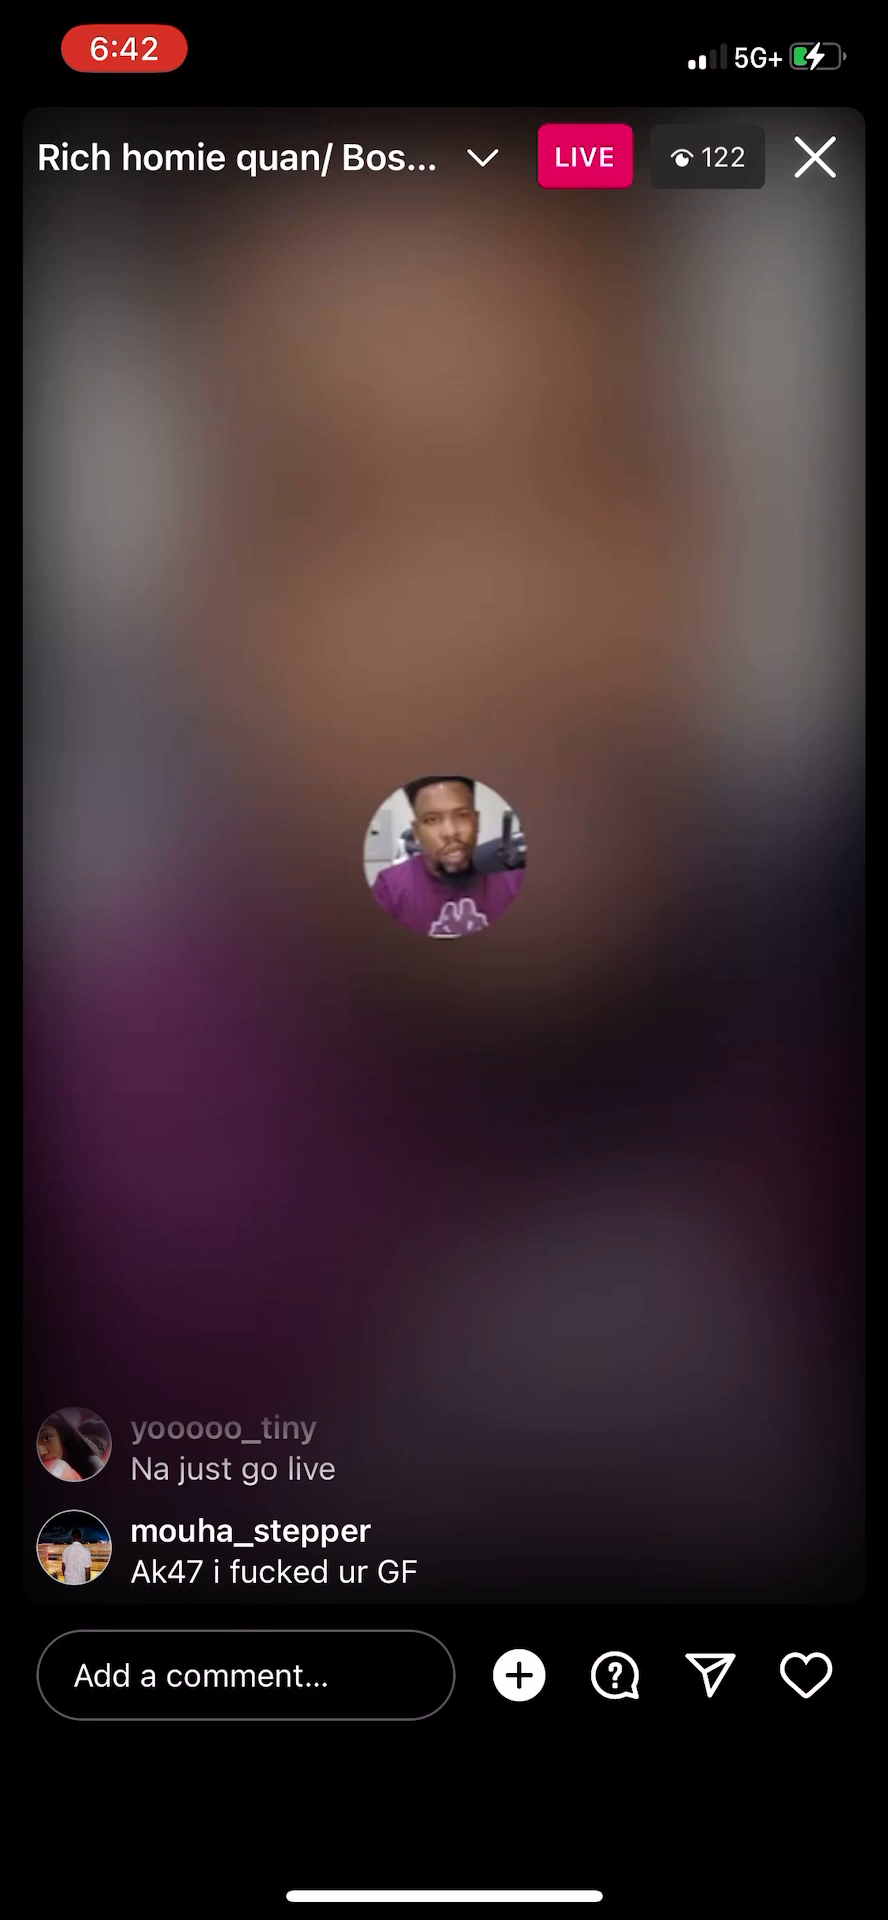 6:42
5G+
Rich homie quan/ Bos...
LIVE
122
yooooo_tiny
Na just go live
mouha_stepper
Ak47 i fucked ur GF
Add a comment...